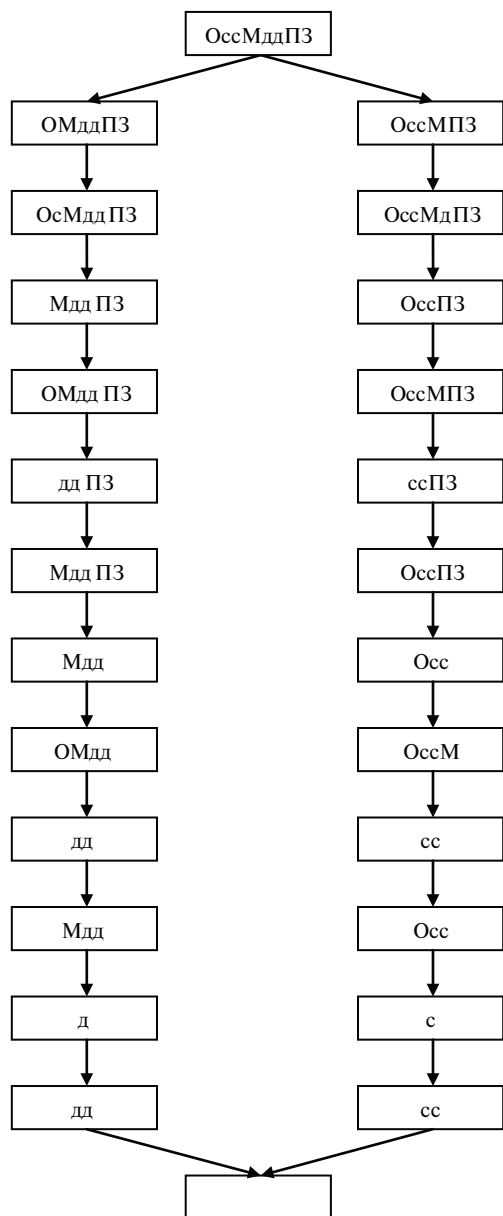 ОссМддПЗ
ОМддПЗ
ОссМПЗ
ОсМдд ПЗ
ОссМдПЗ
Мдд ПЗ
ОссПЗ
ОМдд ПЗ
ОссМПЗ
дд ПЗ
ссПЗ
Мдд ПЗ
ОссПЗ
Мдд
Осс
ОМдд
ОссМ
дд
сс
Мдд
Осс
д
с
дд
сс